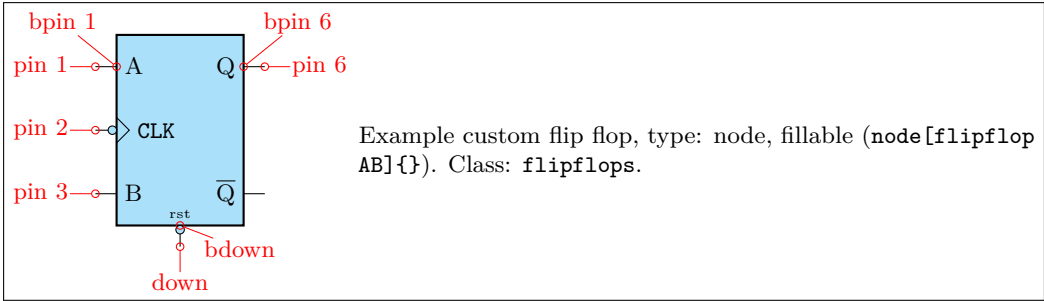 bpin 1 bpin 6
pin 1 A Q pin 6
pin 2 CLK
Example custom flip flop, type: node, fillable (node[flipflop
AB]{}). Class: flipflops.
pin 3 B Q̅
rst
bdown
down